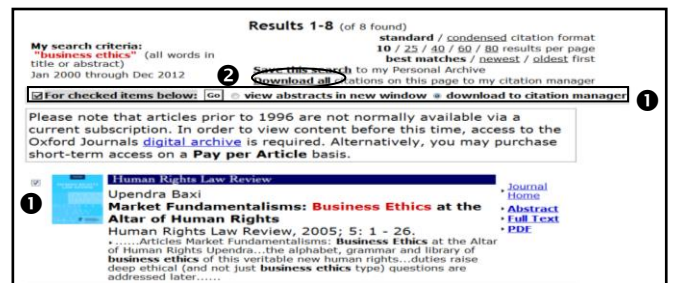 Results 1-8 (of 8 found)
My search criteria:
"business ethics" (all words in
title or abstract)
Jan 2000 through Dec 2012
standard / condensed citation format
10 / 25 / 40 / 60 / 80 results per page
best matches / newest / oldest first
❷
Save this search to my Personal Archive
Download all citations on this page to my citation manager
For checked items below: Go view abstracts in new window download to citation manager
❶
Please note that articles prior to 1996 are not normally available via a
current subscription. In order to view content before this time, access to the
Oxford Journals digital archive is required. Alternatively, you may purchase
short-term access on a Pay per Article basis.
❶
Human Rights Law Review
Upendra Baxi
Market Fundamentalisms: Business Ethics at the
Altar of Human Rights
Human Rights Law Review, 2005; 5: 1 - 26.
......Articles Market Fundamentalisms: Business Ethics at the Altar
of Human Rights Upendra...the alphabet, grammar and library of
business ethics of this veritable new human rights...duties raise
deep ethical (and not just business ethics type) questions are
addressed later......
Journal
Home
Abstract
Full Text
PDF